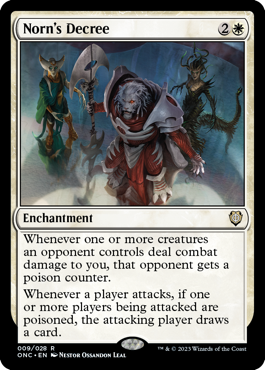 Norn's Decree 2
Enchantment
Whenever one or more creatures
an opponent controls deal combat
damage to you, that opponent gets a
poison counter.
Whenever a player attacks, if one
or more players being attacked are
poisoned, the attacking player draws
a card.
009/028 R
ONC • EN NESTOR OSSANDON LEAL
™ & © 2023 Wizards of the Coast